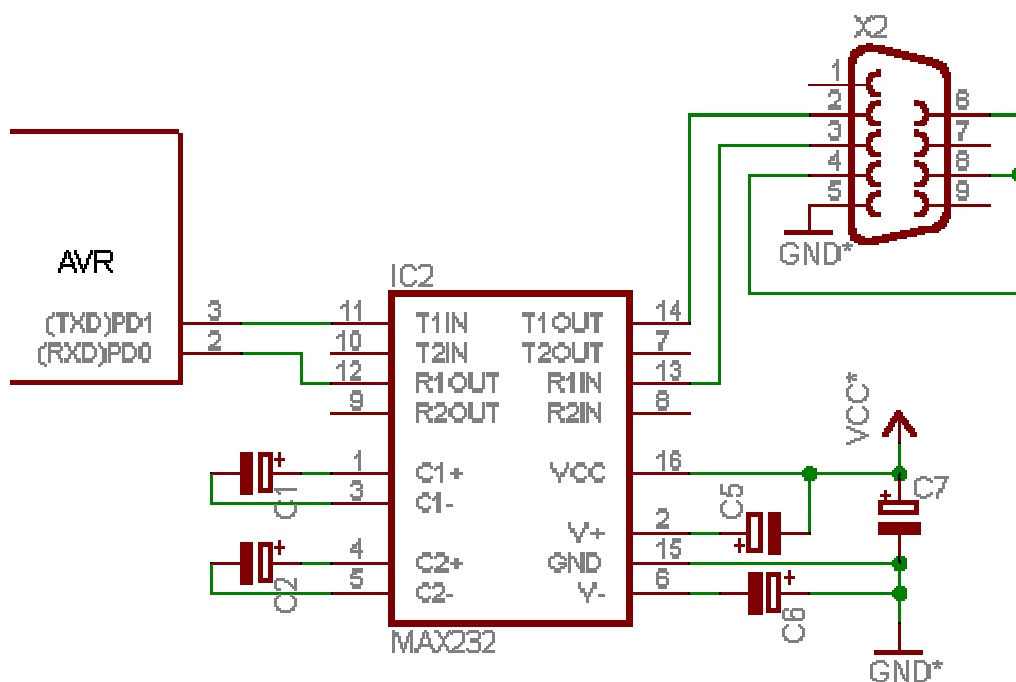 X2
1
2
3
4
5
6
7
8
9
GND*
AVR
(TXD)PD1
(RXD)PD0
3
2
IC2
11
10
12
9
T1IN
T2IN
R1OUT
R2OUT
T1OUT
T2OUT
R1IN
R2IN
14
7
13
8
1
3
4
5
C1+
C1-
C2+
C2-
VCC
V+
GND
V-
16
2
15
6
C1
C2
C5
C6
C7
VCC*
MAX232
GND*